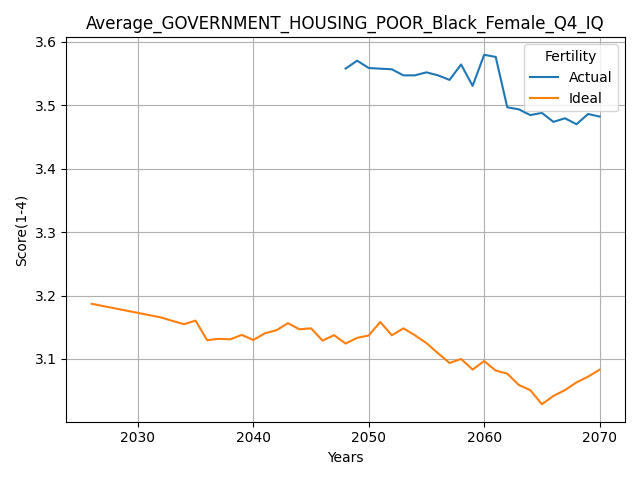 Average_GOVERNMENT_HOUSING_POOR_Black_Female_Q4_IQ
Fertility
Actual
Ideal
Score(1-4)
3.6
3.5
3.4
3.3
3.2
3.1
2030
2040
2050
2060
2070
Years